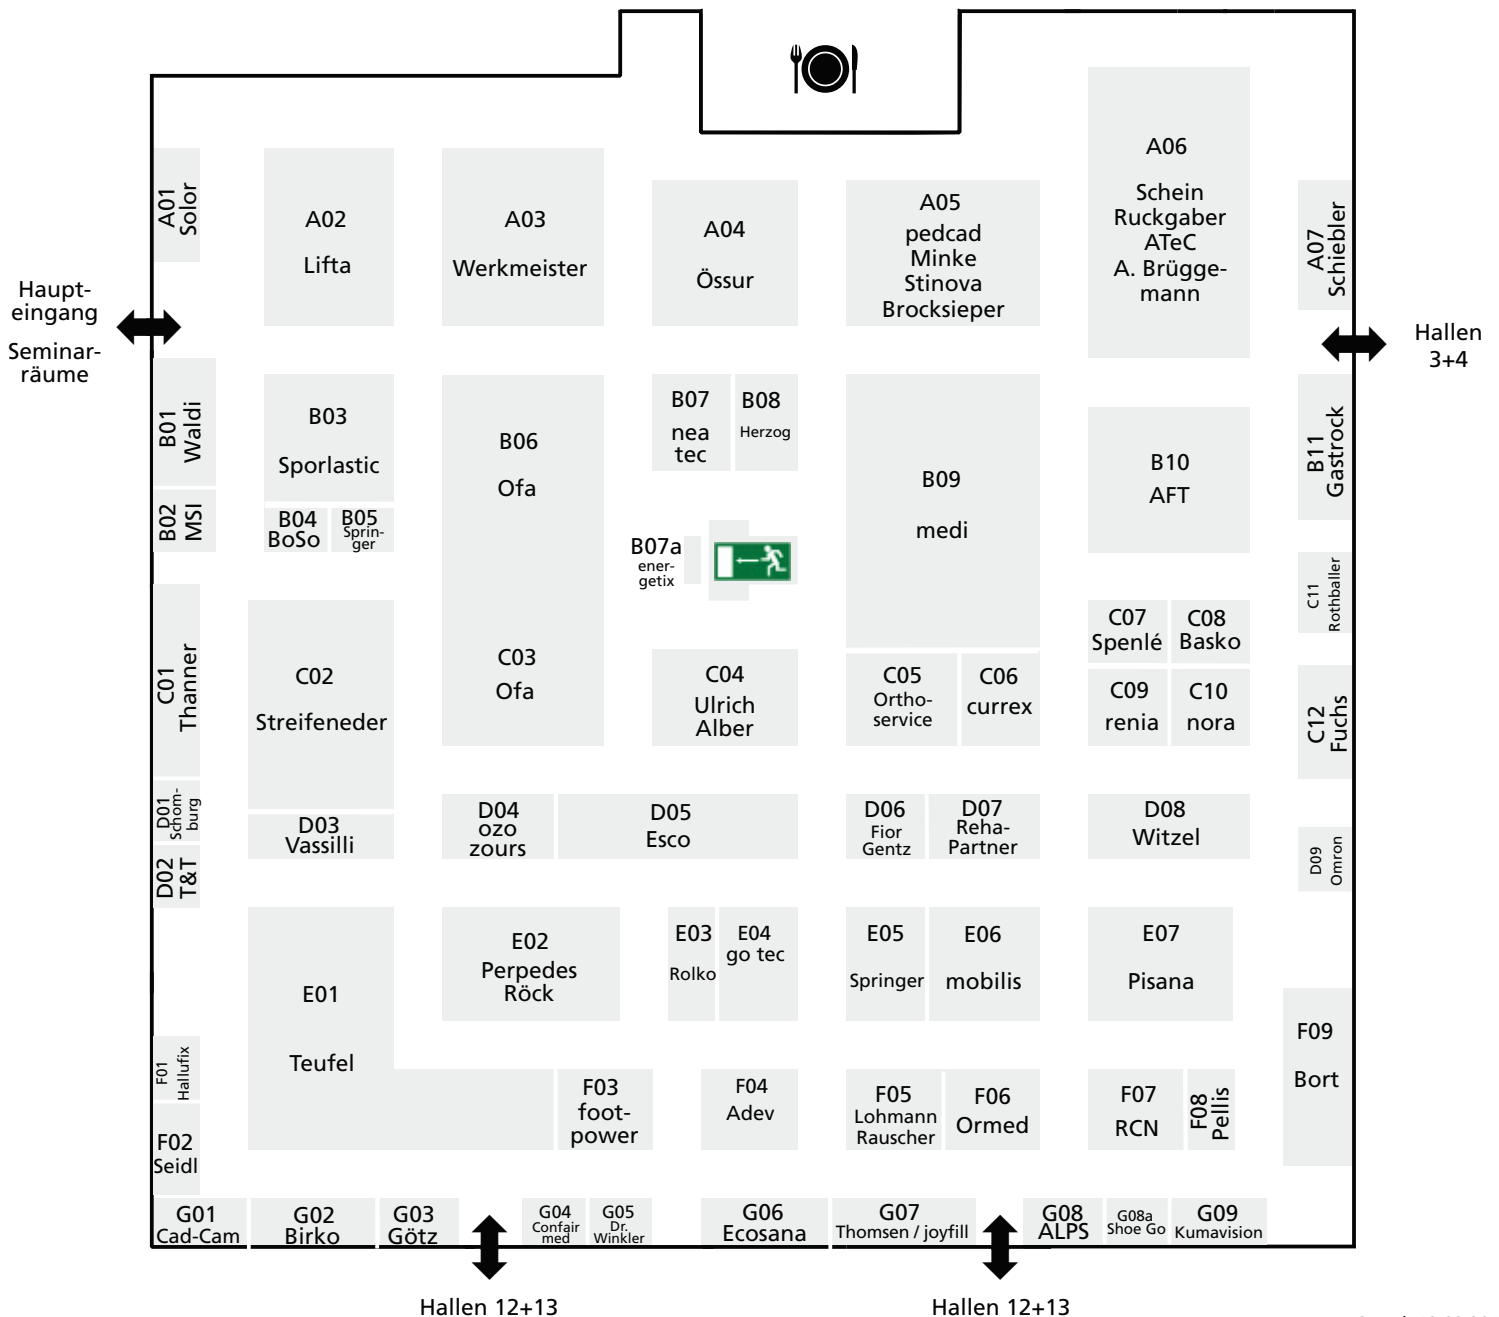 A01
Solor
A02
Lifta
A03
Werkmeister
A04
Össur
A05
pedcad
Minke
Stinova
Brocksieper
A06
Schein
Ruckgaber
ATeC
A. Brügge-
mann
A07
Schiebler
Haupt-
eingang
Seminar-
räume
Hallen
3+4
B01
Waldi
B02
MSI
B03
Sporlastic
B04
BoSo
B05
Sprin-
ger
B06
Ofa
B07
nea
tec
B08
Herzog
B07a
ener-
getix
B09
medi
B10
AFT
B11
Gastrock
C01
Thanner
C02
Streifeneder
C03
Ofa
C04
Ulrich
Alber
C05
Ortho-
service
C06
currex
C07
Spenlé
C08
Basko
C09
renia
C10
nora
C11
Rothballer
C12
Fuchs
D01
Schom-
burg
D02
T&T
D03
Vassilli
D04
ozo
zours
D05
Esco
D06
Fior
Gentz
D07
Reha-
Partner
D08
Witzel
D09
Omron
E01
Teufel
E02
Perpedes
Röck
E03
Rolko
E04
go tec
E05
Springer
E06
mobilis
E07
Pisana
F01
Hallufix
F02
Seidl
F03
foot-
power
F04
Adev
F05
Lohmann
Rauscher
F06
Ormed
F07
RCN
F08
Pellis
F09
Bort
G01
Cad-Cam
G02
Birko
G03
Götz
G04
Confair
med
G05
Dr.
Winkler
G06
Ecosana
G07
Thomsen / joyfill
G08
ALPS
G08a
Shoe Go
G09
Kumavision
Hallen 12+13
Hallen 12+13